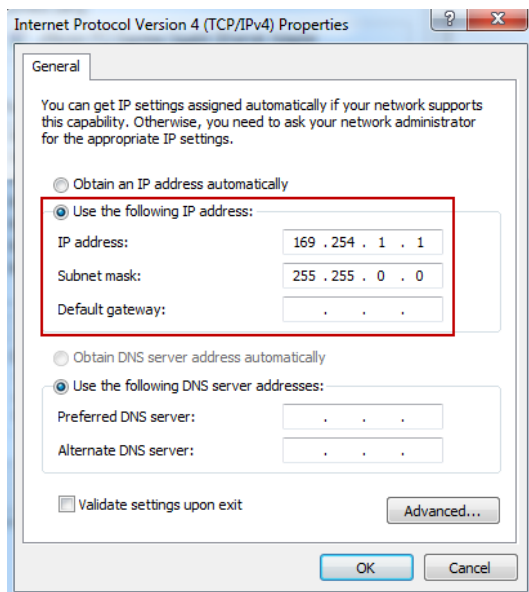 Internet Protocol Version 4 (TCP/IPv4) Properties
General
You can get IP settings assigned automatically if your network supports
this capability. Otherwise, you need to ask your network administrator
for the appropriate IP settings.
Obtain an IP address automatically
Use the following IP address:
IP address: 169 . 254 . 1 . 1
Subnet mask: 255 . 255 . 0 . 0
Default gateway: . . .
Obtain DNS server address automatically
Use the following DNS server addresses:
Preferred DNS server: . . .
Alternate DNS server: . . .
Validate settings upon exit
Advanced...
OK Cancel